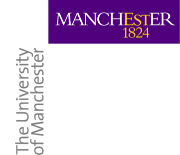 MANCHEStER
1824
The University
of Manchester